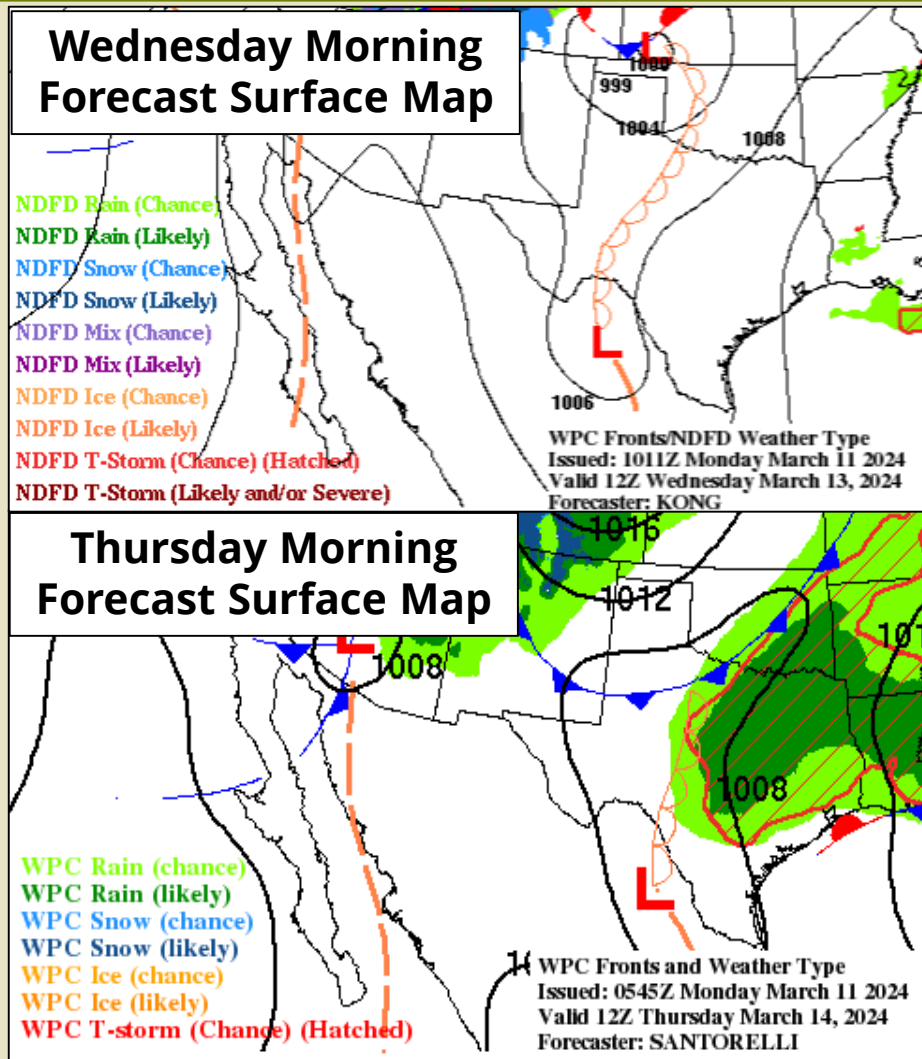 Wednesday Morning
Forecast Surface Map
L
1000
999
1004
1008
NDFD Rain (Chance)
NDFD Rain (Likely)
NDFD Snow (Chance)
NDFD Snow (Likely)
NDFD Mix (Chance)
NDFD Mix (Likely)
NDFD Ice (Chance)
NDFD Ice (Likely)
NDFD T-Storm (Chance) (Hatched)
NDFD T-Storm (Likely and/or Severe)
L
1006
WPC Fronts/NDFD Weather Type
Issued: 1011Z Monday March 11 2024
Valid 12Z Wednesday March 13, 2024
Forecaster: KONG
Thursday Morning
Forecast Surface Map
1016
1012
L
1008
1008
L
WPC Rain (chance)
WPC Rain (likely)
WPC Snow (chance)
WPC Snow (likely)
WPC Ice (chance)
WPC Ice (likely)
WPC T-storm (Chance) (Hatched)
WPC Fronts and Weather Type
Issued: 0545Z Monday March 11 2024
Valid 12Z Thursday March 14, 2024
Forecaster: SANTORELLI